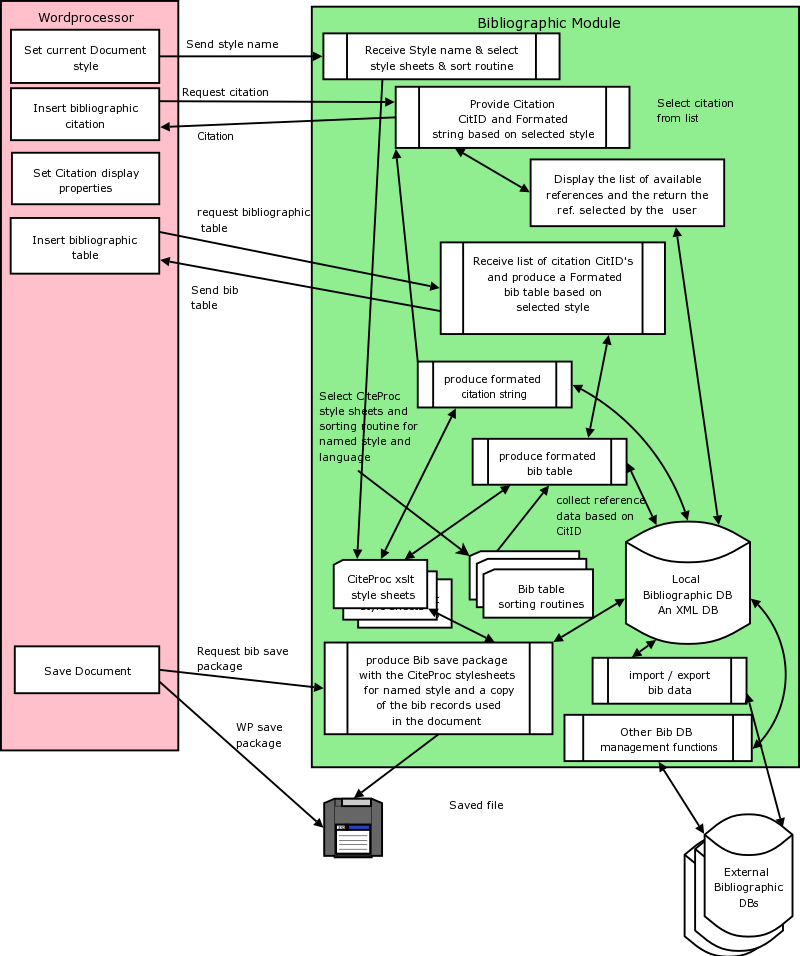 Wordprocessor
Bibliographic Module
Set current Document
style
Send style name
Receive Style name & select
style sheets & sort routine
Insert bibliographic
citation
Request citation
Citation
Provide Citation
CitID and Formated
string based on selected style
Select citation
from list
Set Citation display
properties
Display the list of available
references and the return the
ref. selected by the user
Insert bibliographic
table
request bibliographic
table
Send bib
table
Receive list of citation CitID's
and produce a Formated
bib table based on
selected style
produce formated
citation string
Select CiteProc
style sheets and
sorting routine for
named style and
language
produce formated
bib table
collect reference
data based on
CitID
CiteProc xslt
style sheets
Bib table
sorting routines
Local
Bibliographic DB
An XML DB
Save Document
Request bib save
package
produce Bib save package
with the CiteProc stylesheets
for named style and a copy
of the bib records used
in the document
import / export
bib data
Other Bib DB
management functions
WP save
package
Saved file
External
Bibliographic
DBs